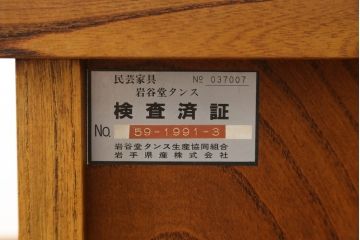 民芸家具 № 037007
岩谷堂タンス
検査済証
No. 59-1991-3
岩谷堂タンス生産協同組合
岩手県産株式会社